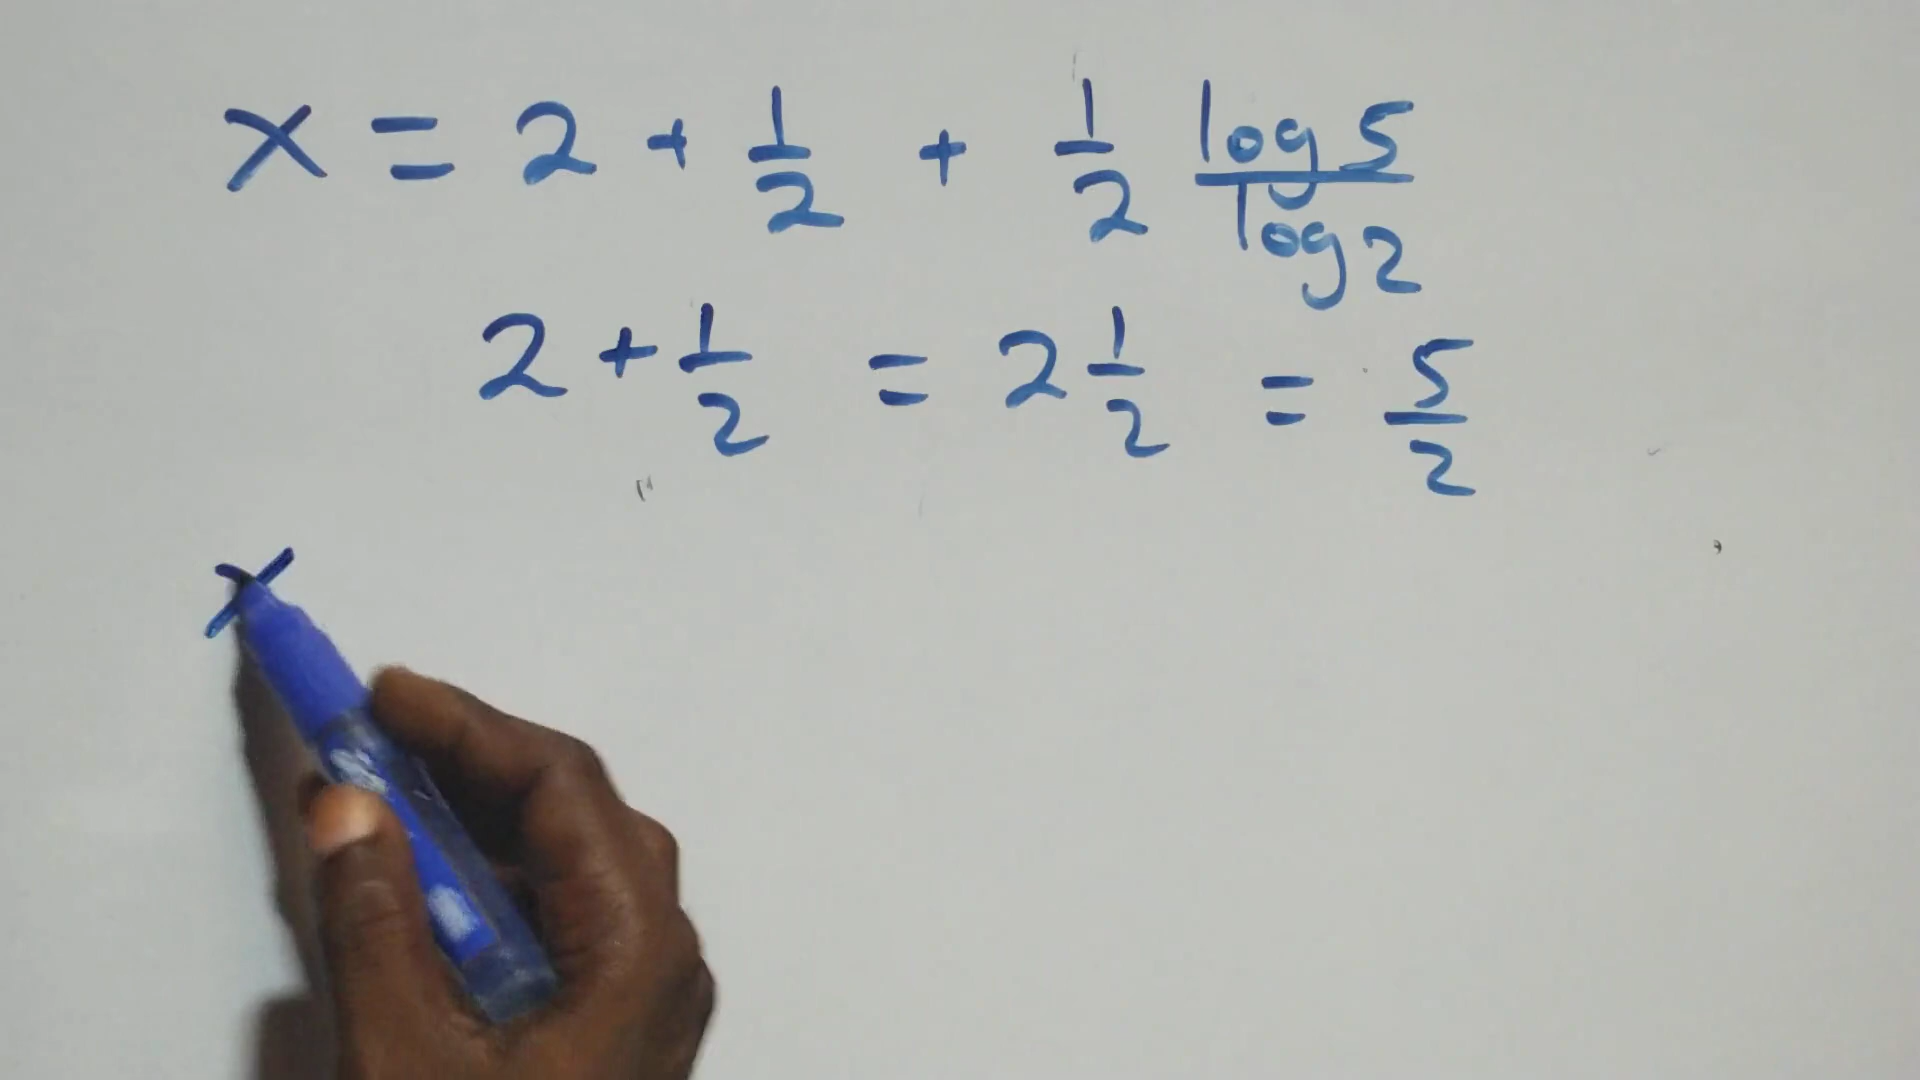 x = 2 + 1/2 + 1/2 log 5/log 2
2 + 1/2 = 2 1/2 = 5/2
x